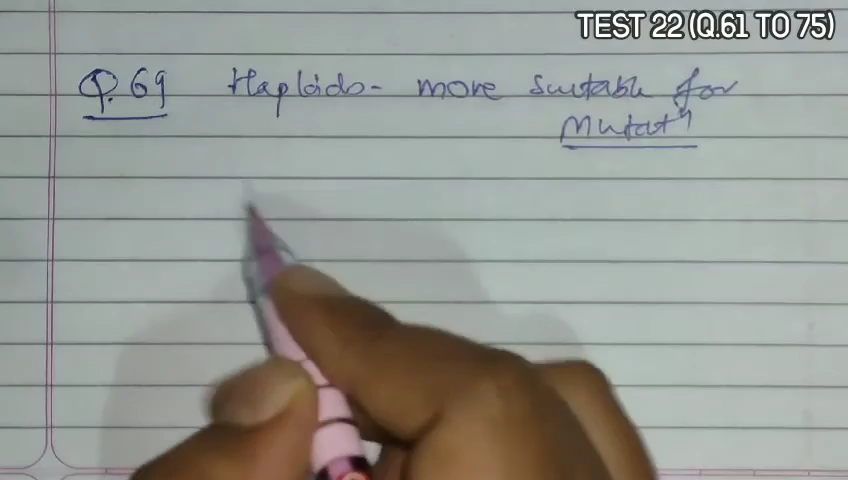 TEST 22 (Q.61 TO 75)
Q.69 Haploids - more suitable for
Mutatⁿ